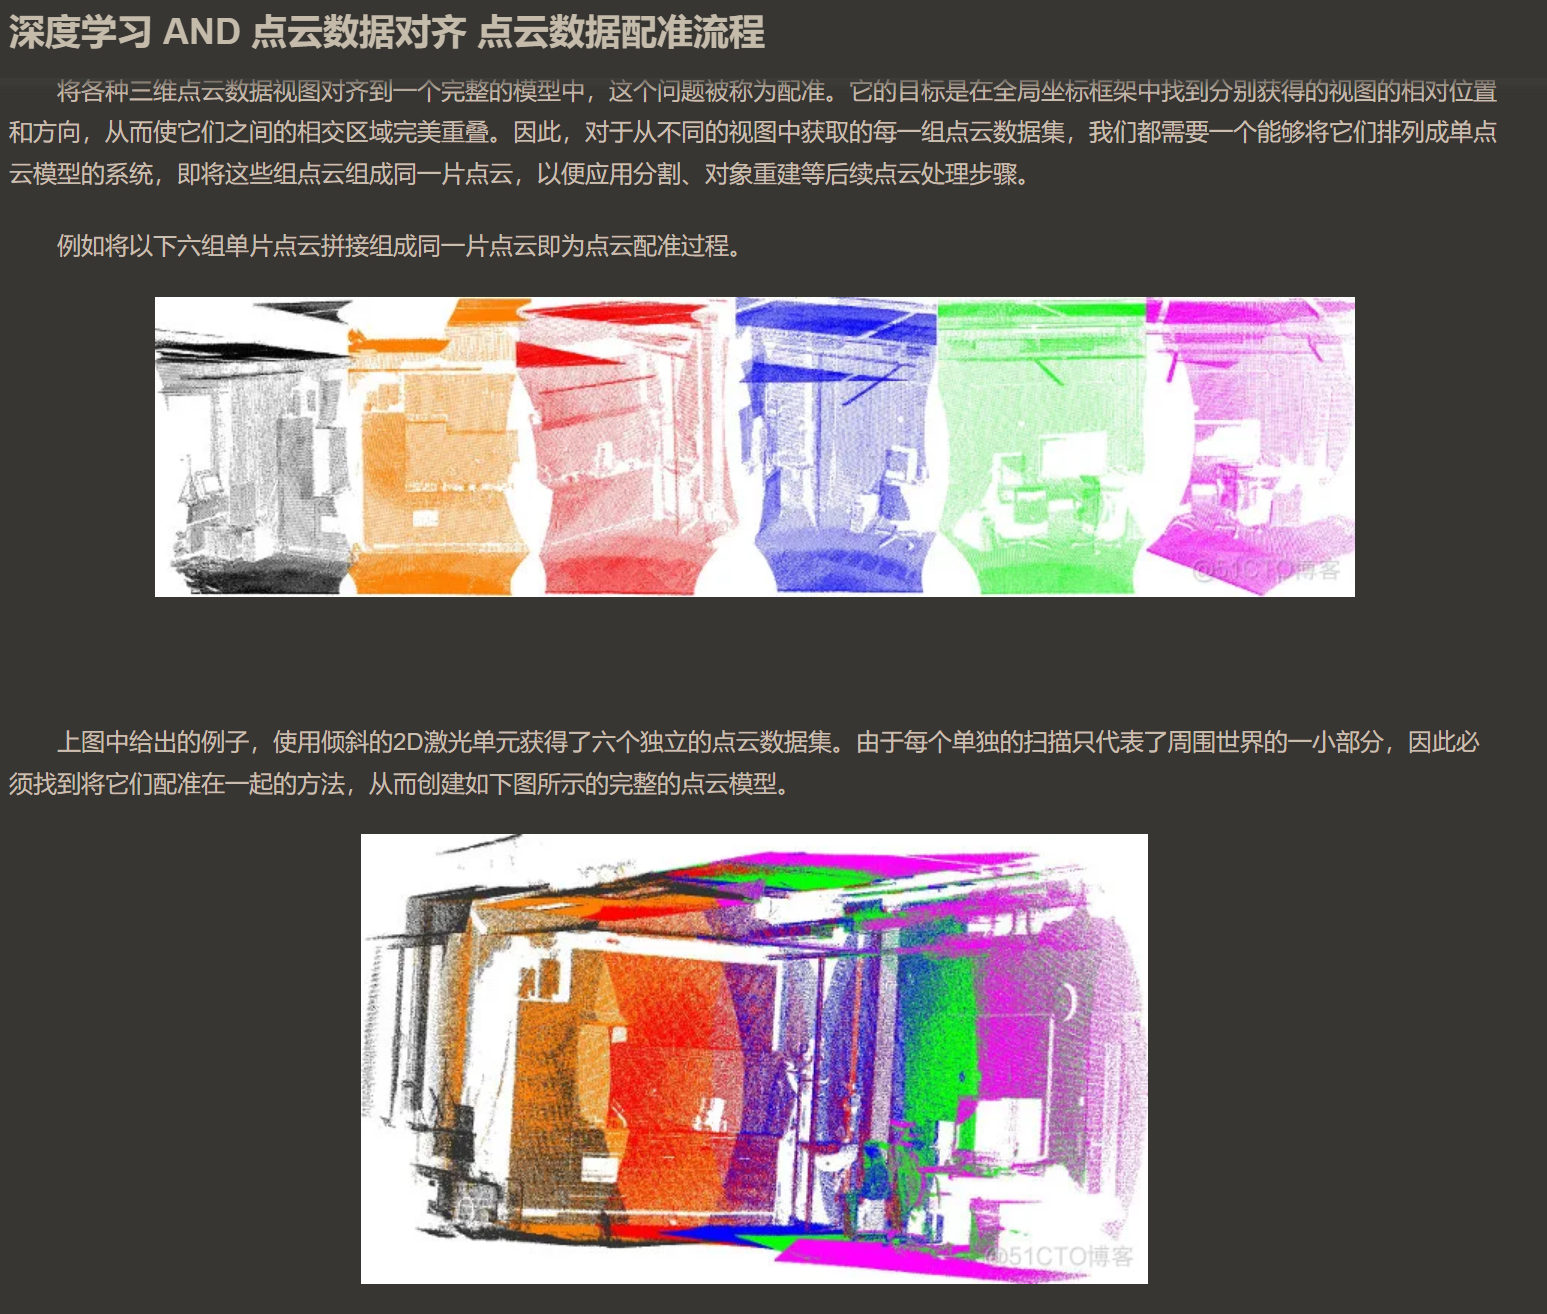 深度学习 AND 点云数据对齐 点云数据配准流程
将各种三维点云数据视图对齐到一个完整的模型中，这个问题被称为配准。它的目标是在全局坐标框架中找到分别获得的视图的相对位置
和方向，从而使它们之间的相交区域完美重叠。因此，对于从不同的视图中获取的每一组点云数据集，我们都需要一个能够将它们排列成单点
云模型的系统，即将这些组点云组成同一片点云，以便应用分割、对象重建等后续点云处理步骤。
例如将以下六组单片点云拼接组成同一片点云即为点云配准过程。
@51CTO博客
上图中给出的例子，使用倾斜的2D激光单元获得了六个独立的点云数据集。由于每个单独的扫描只代表了周围世界的一小部分，因此必
须找到将它们配准在一起的方法，从而创建如下图所示的完整的点云模型。
@51CTO博客